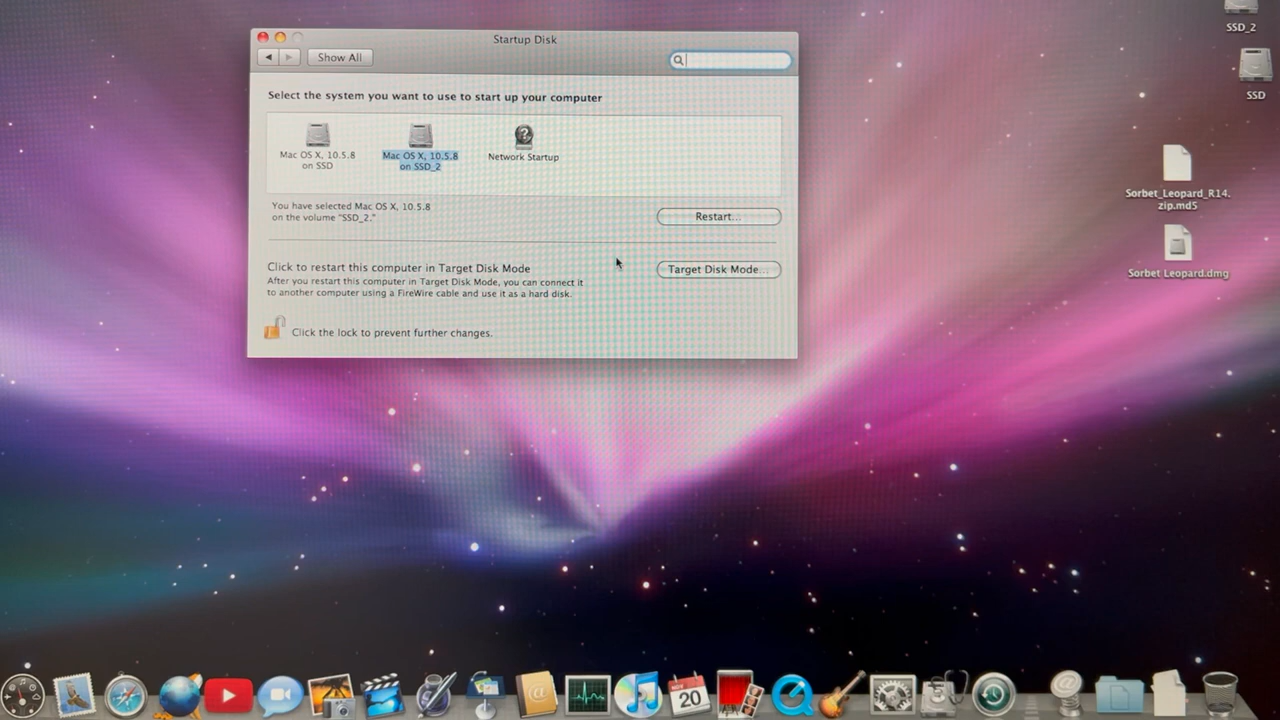 Startup Disk
Show All
Select the system you want to use to start up your computer
Mac OS X, 10.5.8
on SSD
Mac OS X, 10.5.8
on SSD_2
Network Startup
You have selected Mac OS X, 10.5.8
on the volume "SSD_2."
Restart...
Click to restart this computer in Target Disk Mode
After you restart this computer in Target Disk Mode, you can connect it
to another computer using a FireWire cable and use it as a hard disk.
Target Disk Mode...
Click the lock to prevent further changes.
SSD_2
SSD
Sorbet_Leopard_R14.
zip.md5
Sorbet Leopard.dmg
20